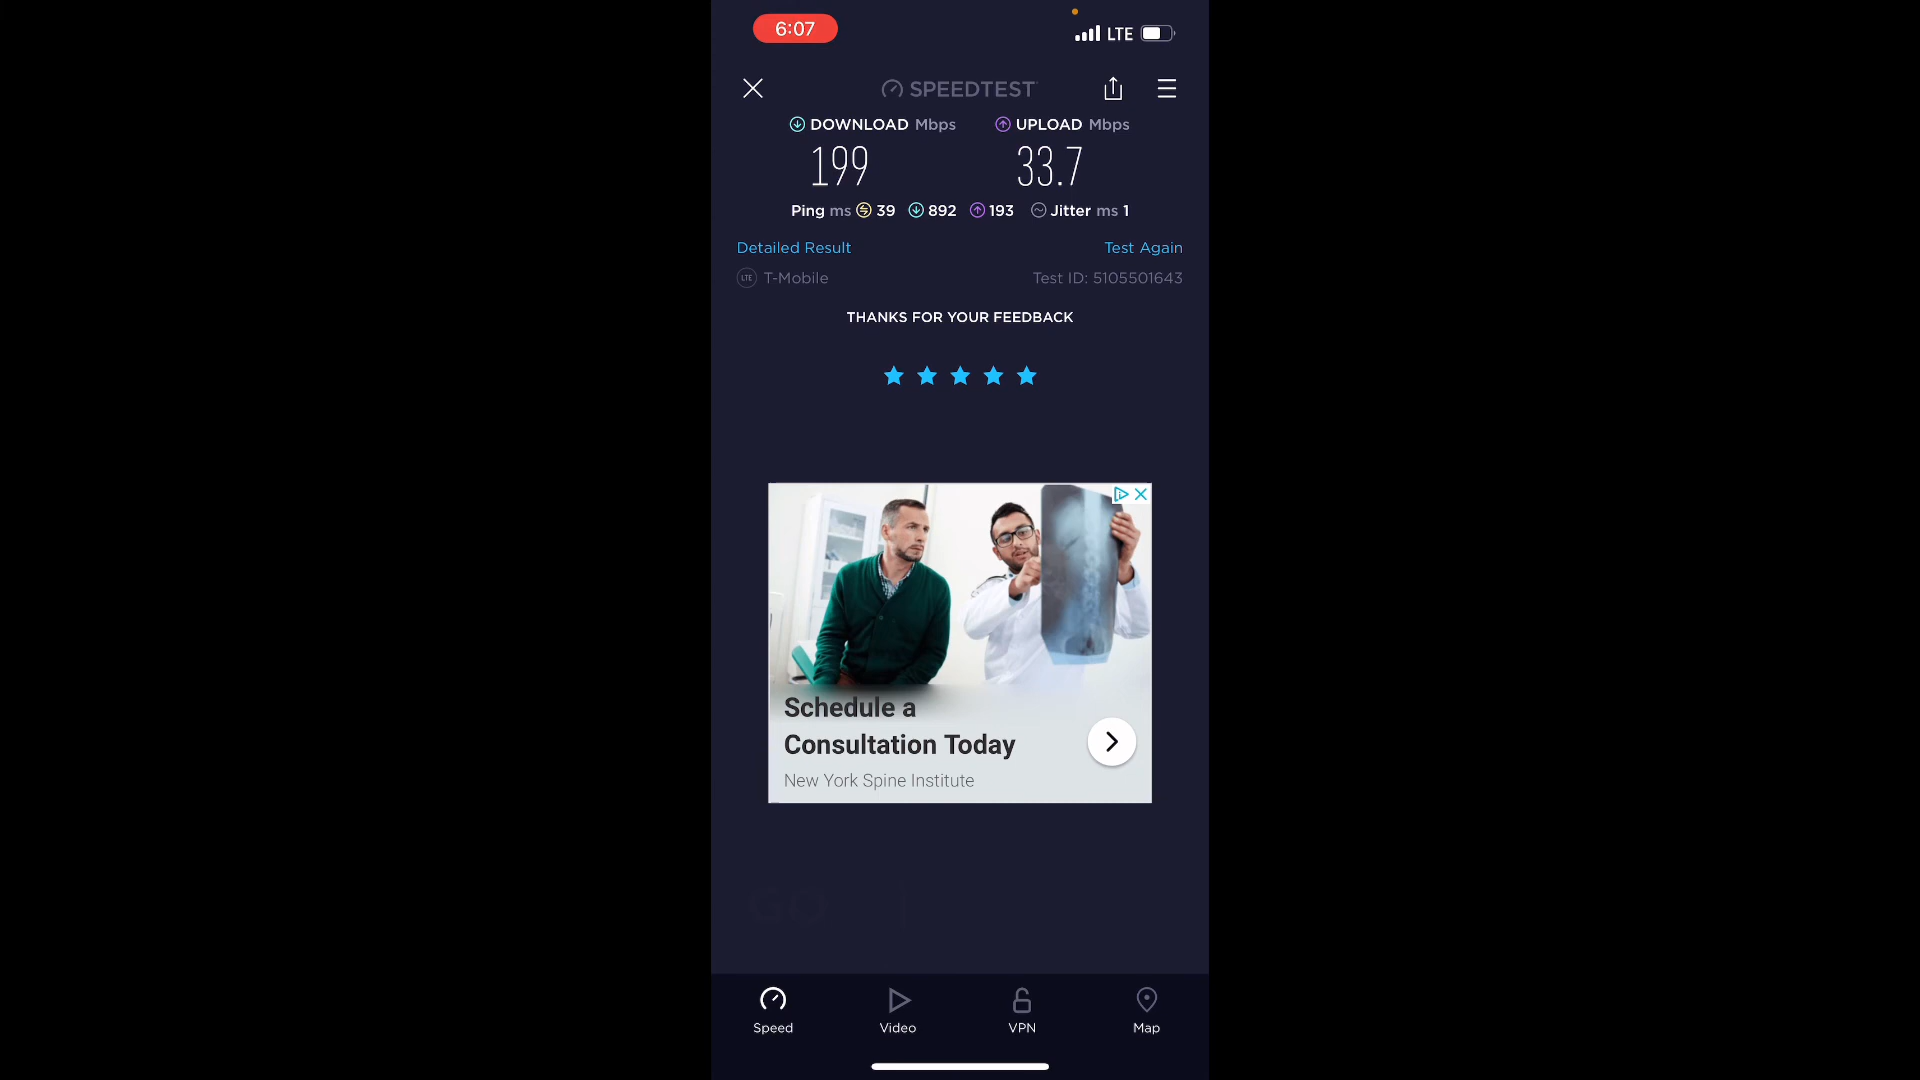 6:07
LTE
SPEEDTEST
DOWNLOAD Mbps
UPLOAD Mbps
199
33.7
Ping ms 39 892 193 Jitter ms 1
Detailed Result
Test Again
LTE T-Mobile
Test ID: 5105501643
THANKS FOR YOUR FEEDBACK
Schedule a
Consultation Today
New York Spine Institute
Speed
Video
VPN
Map